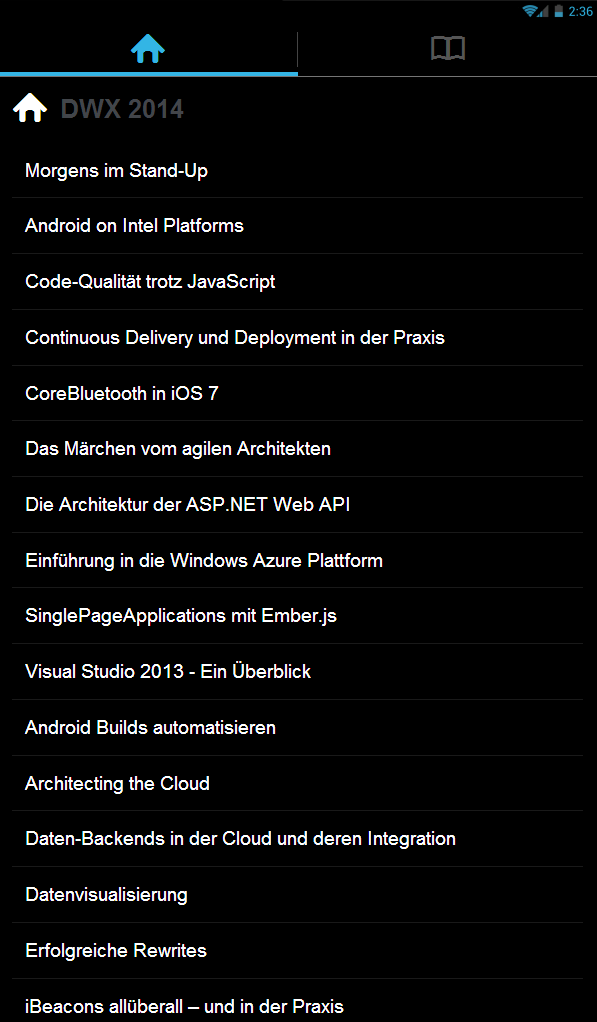 2:36
DWX 2014
Morgens im Stand-Up
Android on Intel Platforms
Code-Qualität trotz JavaScript
Continuous Delivery und Deployment in der Praxis
CoreBluetooth in iOS 7
Das Märchen vom agilen Architekten
Die Architektur der ASP.NET Web API
Einführung in die Windows Azure Plattform
SinglePageApplications mit Ember.js
Visual Studio 2013 - Ein Überblick
Android Builds automatisieren
Architecting the Cloud
Daten-Backends in der Cloud und deren Integration
Datenvisualisierung
Erfolgreiche Rewrites
iBeacons allüberall – und in der Praxis